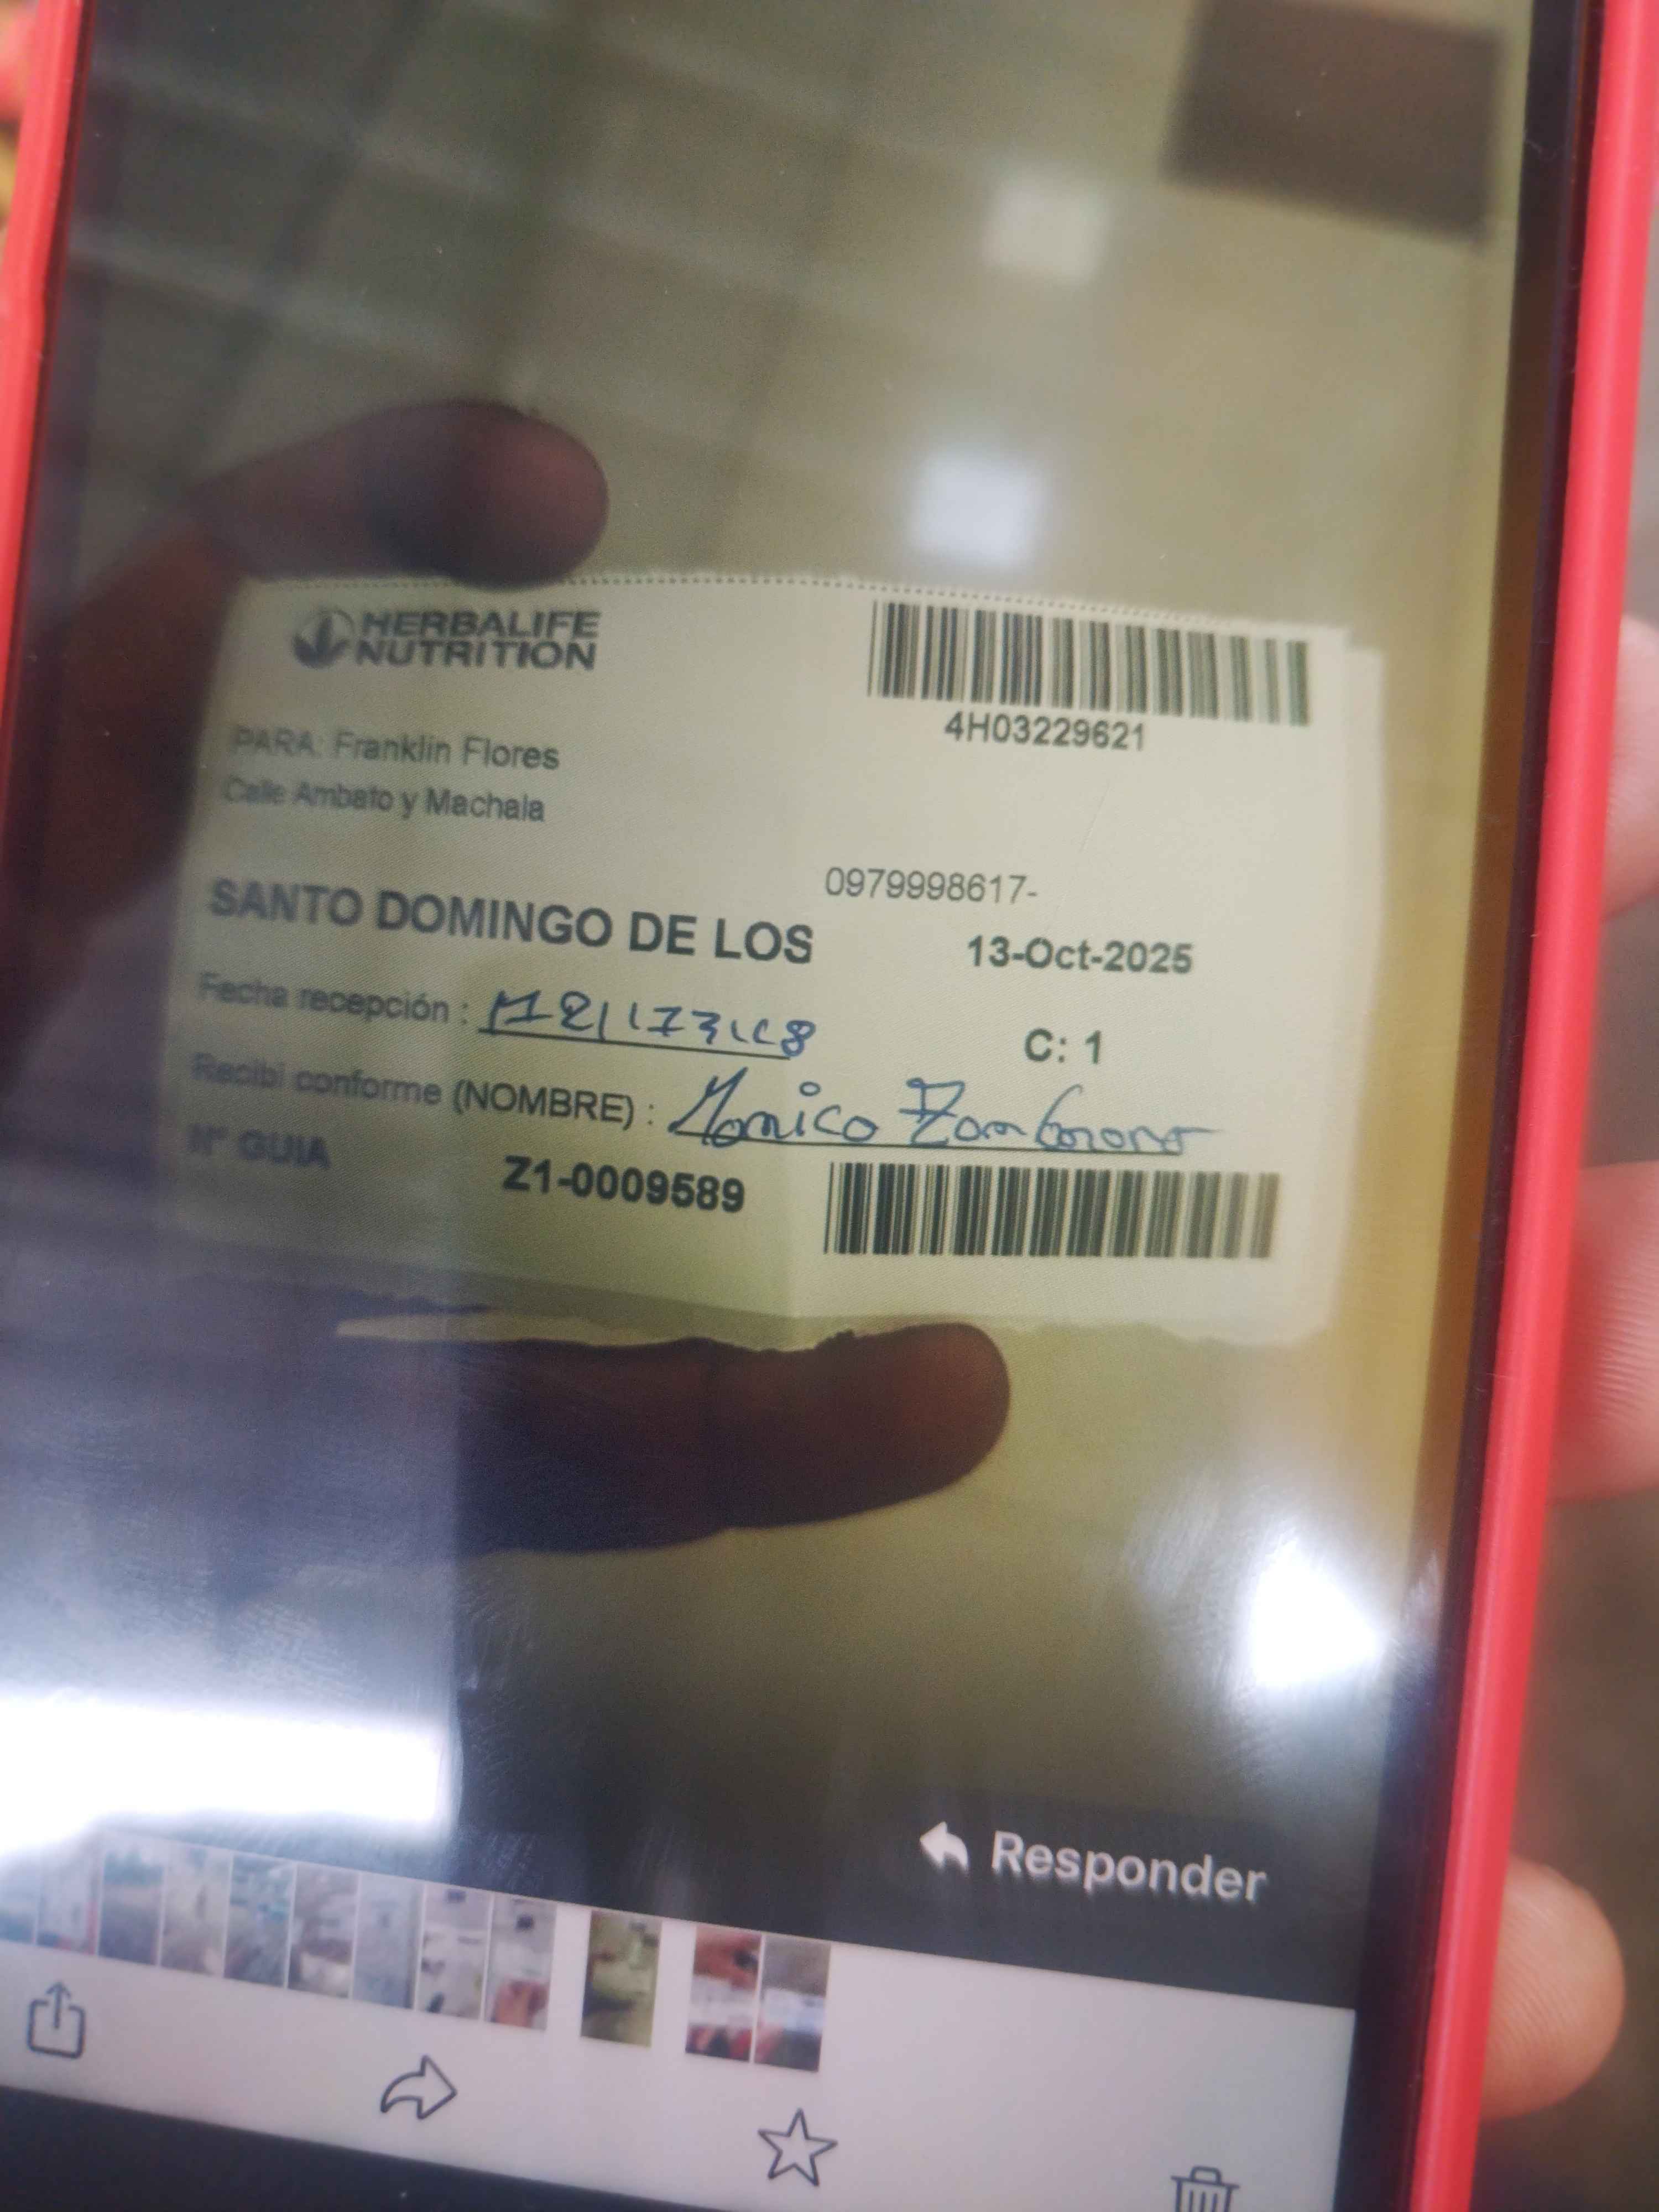 HERBALIFE
NUTRITION
4H03229621
PARA: Franklin Flores
Calle Ambato y Machala
0979998617-
SANTO DOMINGO DE LOS
13-Oct-2025
Fecha recepción :
C: 1
Recibí conforme (NOMBRE) : Monica
N° GUIA
Z1-0009589
Responder